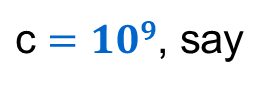 c = 10⁹, say